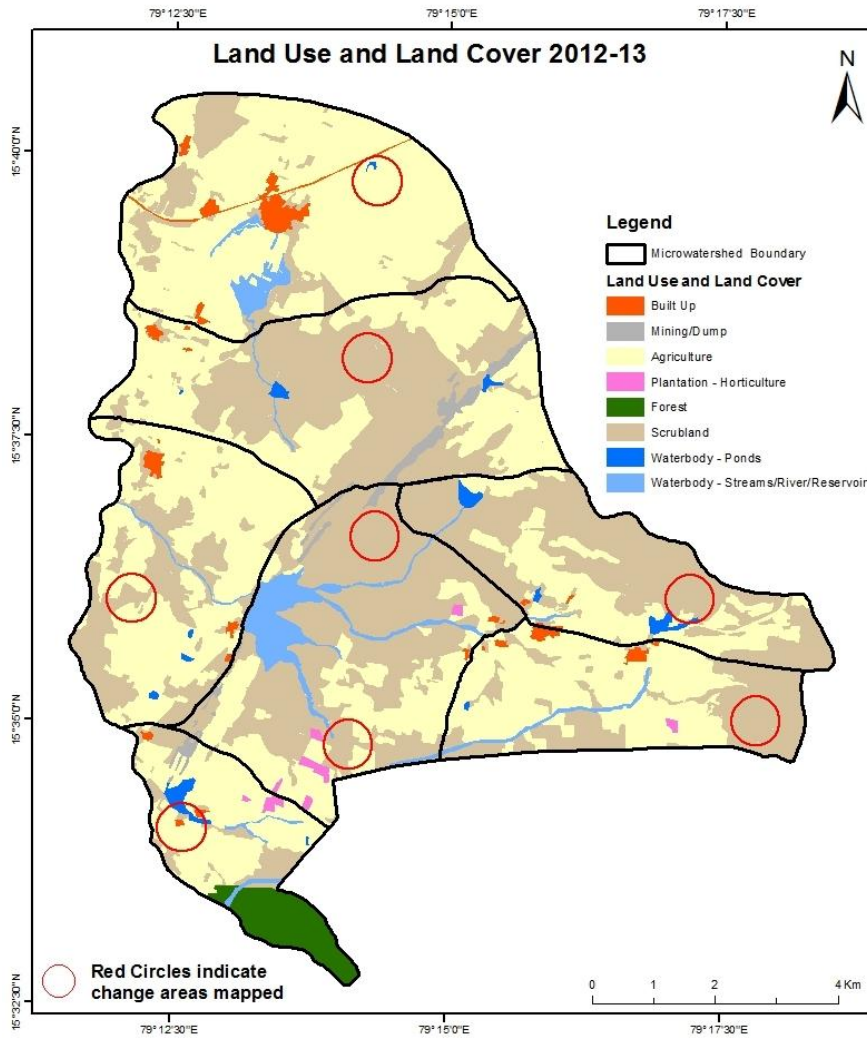 79°12'30"E 79°15'0"E 79°17'30"E
Land Use and Land Cover 2012-13
N
15°40'0"N
15°37'30"N
15°35'0"N
15°32'30"N
Legend
Microwatershed Boundary
Land Use and Land Cover
Built Up
Mining/Dump
Agriculture
Plantation - Horticulture
Forest
Scrubland
Waterbody - Ponds
Waterbody - Streams/River/Reservoir
Red Circles indicate
change areas mapped
0 1 2 4 Km
79°12'30"E 79°15'0"E 79°17'30"E